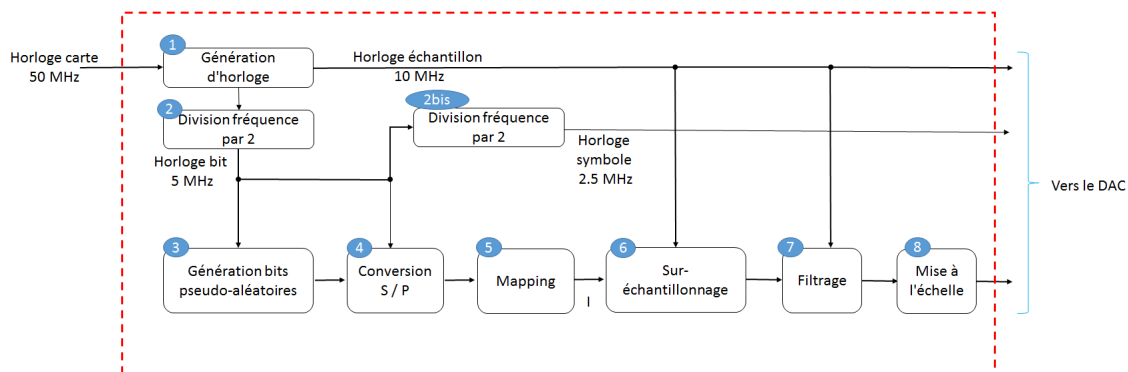 Horloge carte
50 MHz
1
Génération
d'horloge
Horloge échantillon
10 MHz
2
Division fréquence
par 2
2bis
Division fréquence
par 2
Horloge bit
5 MHz
Horloge
symbole
2.5 MHz
Vers le DAC
3
Génération bits
pseudo-aléatoires
4
Conversion
S / P
5
Mapping
I
6
Sur-
échantillonnage
7
Filtrage
8
Mise à
l'échelle